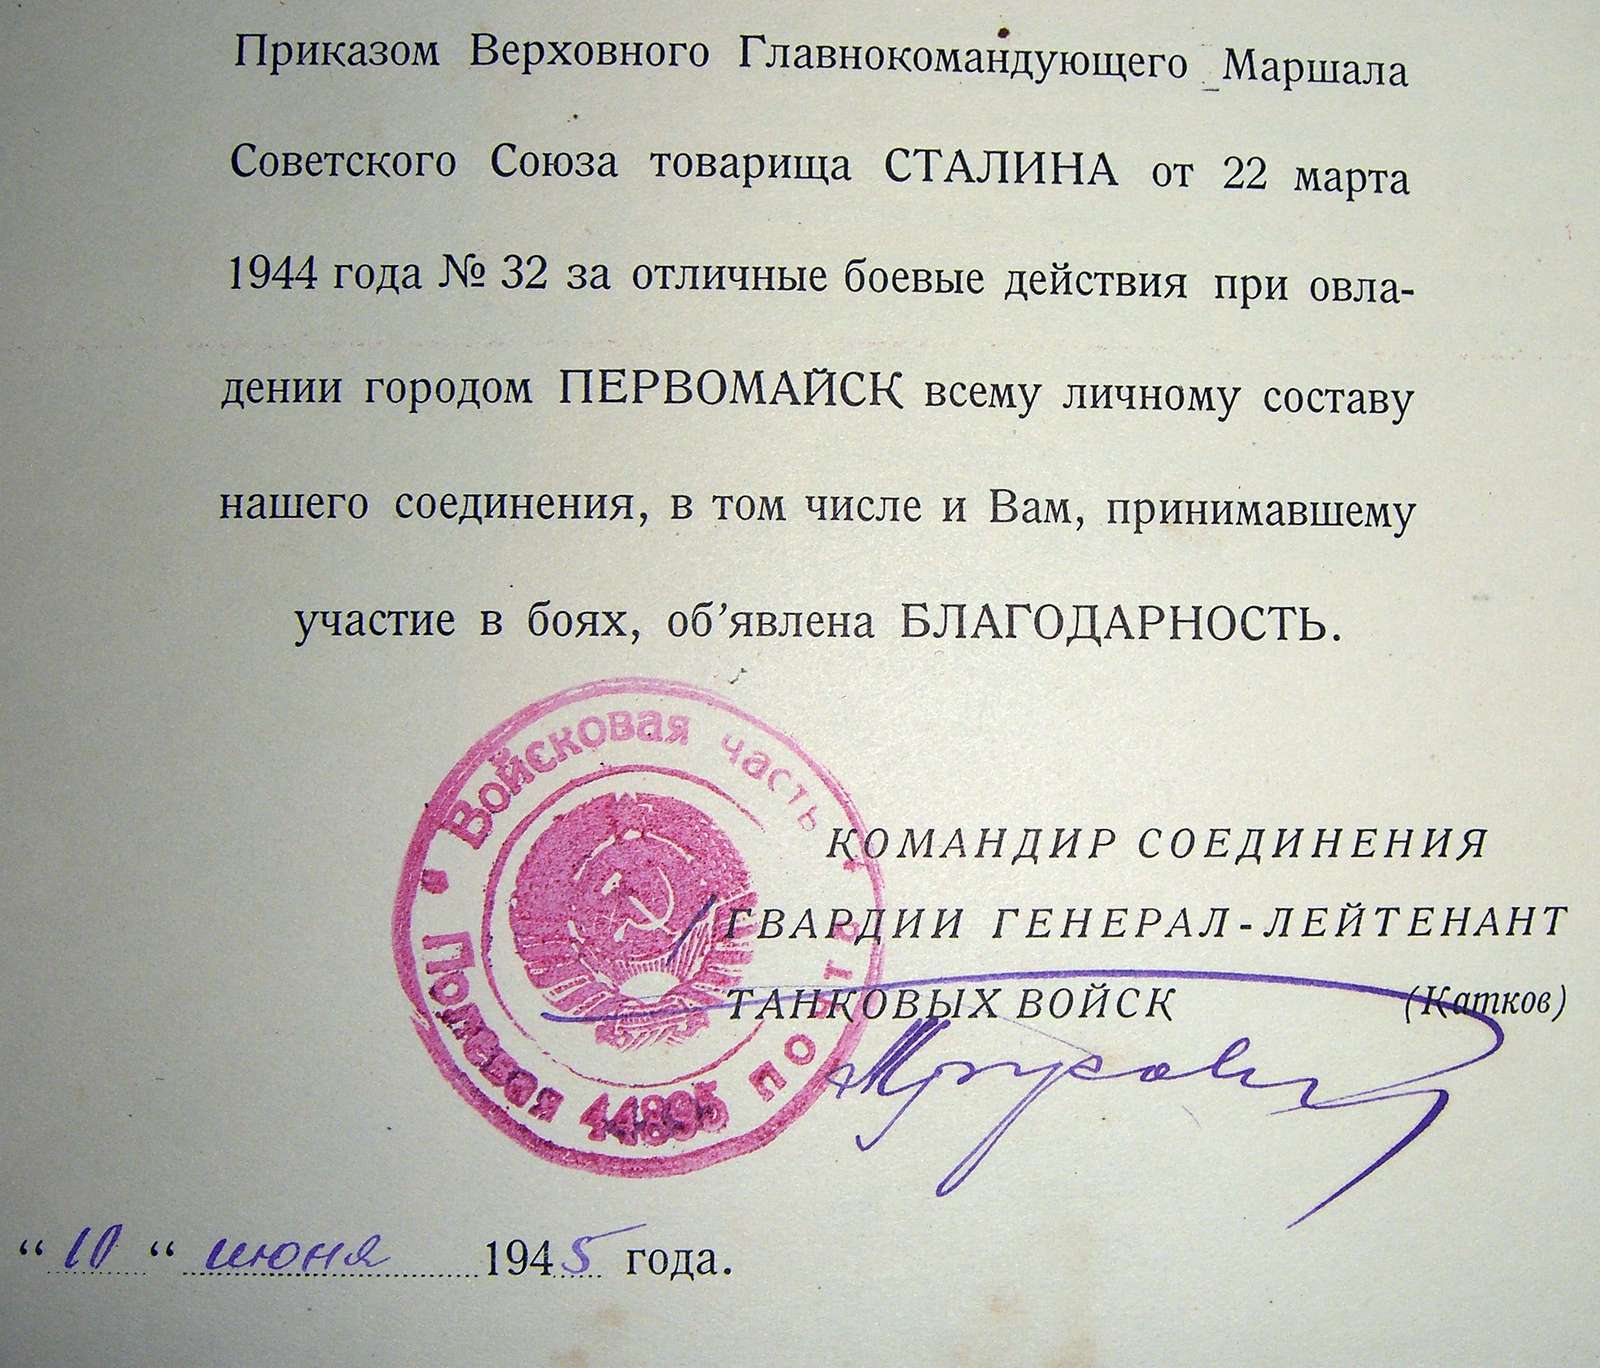 Приказом Верховного Главнокомандующего Маршала
Советского Союза товарища СТАЛИНА от 22 марта
1944 года № 32 за отличные боевые действия при овла-
дении городом ПЕРВОМАЙСК всему личному составу
нашего соединения, в том числе и Вам, принимавшему
участие в боях, об’явлена БЛАГОДАРНОСТЬ.
Войсковая часть
Полевая почта
44895
КОМАНДИР СОЕДИНЕНИЯ
ГВАРДИИ ГЕНЕРАЛ-ЛЕЙТЕНАНТ
ТАНКОВЫХ ВОЙСК (Катков)
“10“ июня 1945 года.